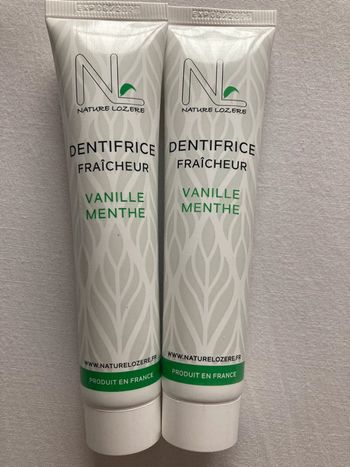 NL
NATURE LOZERE
DENTIFRICE
FRAÎCHEUR
VANILLE
MENTHE
WWW.NATURELOZERE.FR
PRODUIT EN FRANCE
NL
NATURE LOZERE
DENTIFRICE
FRAÎCHEUR
VANILLE
MENTHE
WWW.NATURELOZERE.FR
PRODUIT EN FRANCE